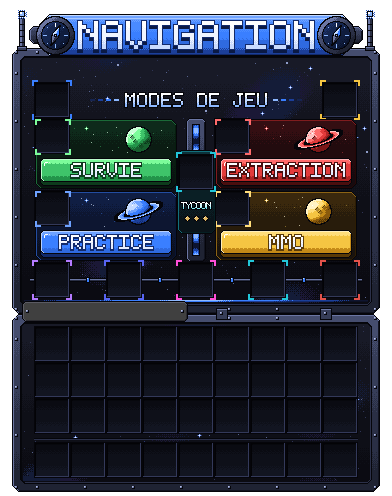 NAVIGATION
MODES DE JEU
SURVIE
EXTRACTION
TYCOON
PRACTICE
MMO